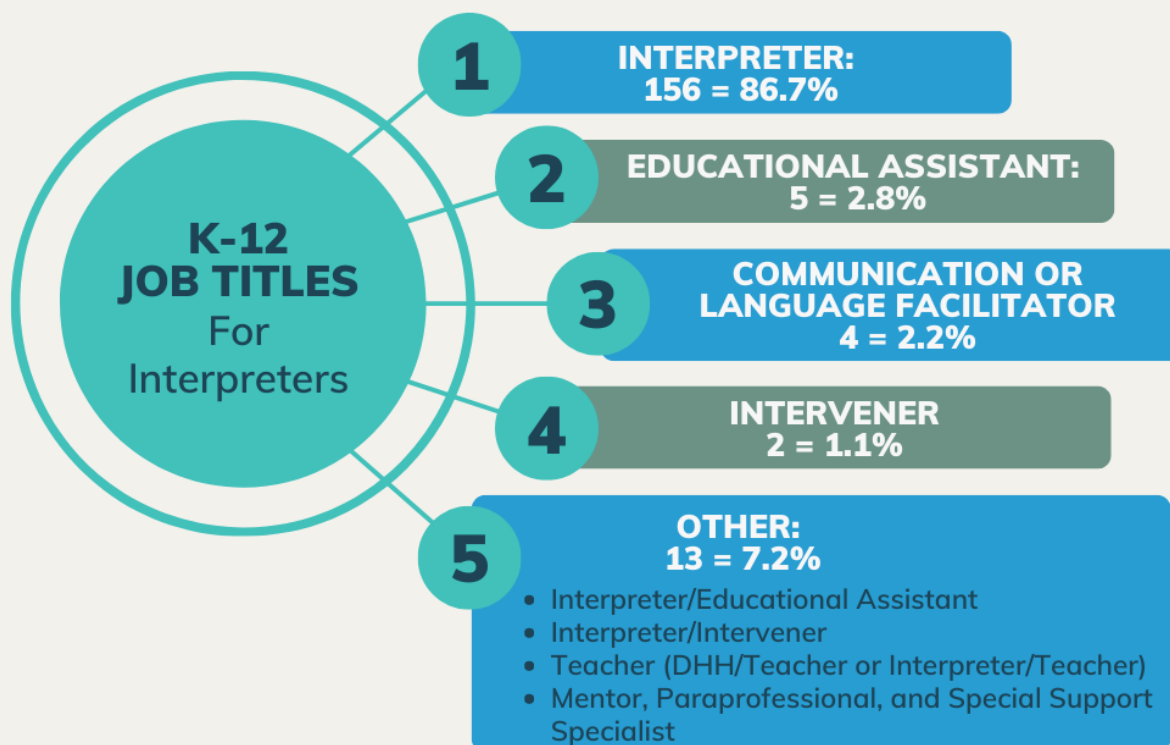 K-12
JOB TITLES
For
Interpreters
1
INTERPRETER:
156 = 86.7%
2
EDUCATIONAL ASSISTANT:
5 = 2.8%
3
COMMUNICATION OR
LANGUAGE FACILITATOR
4 = 2.2%
4
INTERVENER
2 = 1.1%
5
OTHER:
13 = 7.2%
• Interpreter/Educational Assistant
• Interpreter/Intervener
• Teacher (DHH/Teacher or Interpreter/Teacher)
• Mentor, Paraprofessional, and Special Support
Specialist